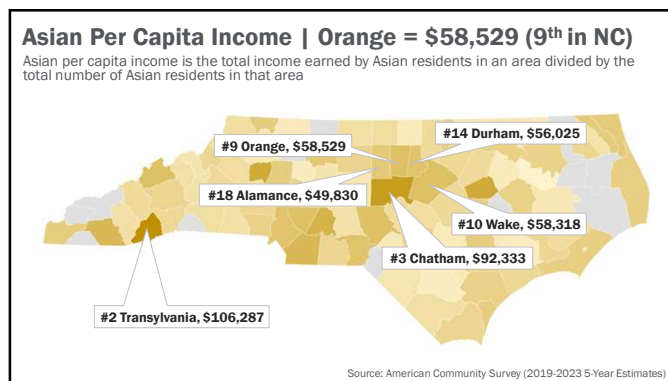 Asian Per Capita Income | Orange = $58,529 (9th in NC)
Asian per capita income is the total income earned by Asian residents in an area divided by the
total number of Asian residents in that area
#14 Durham, $56,025
#9 Orange, $58,529
#18 Alamance, $49,830
#10 Wake, $58,318
#3 Chatham, $92,333
#2 Transylvania, $106,287
Source: American Community Survey (2019-2023 5-Year Estimates)